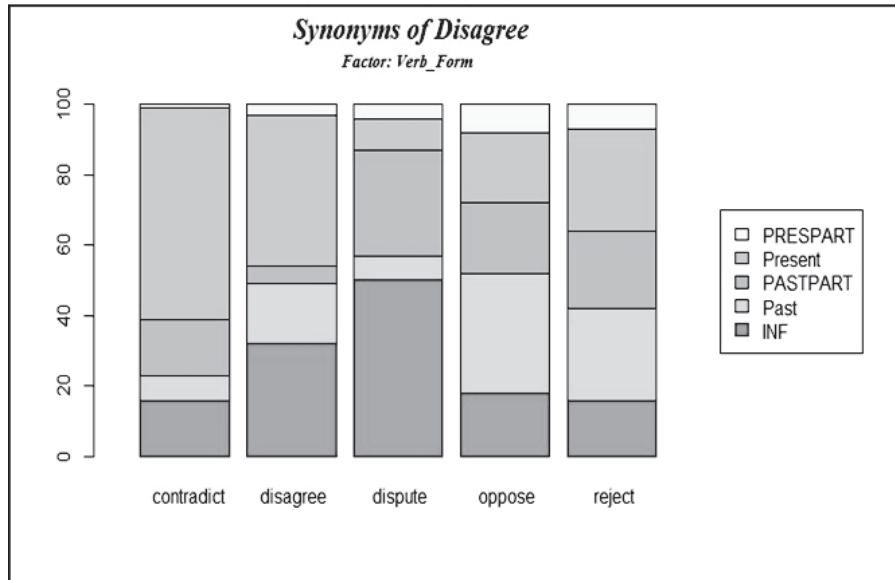 Synonyms of Disagree
Factor: Verb_Form
100
80
60
40
20
0
contradict disagree dispute oppose reject
PRESPART
Present
PASTPART
Past
INF